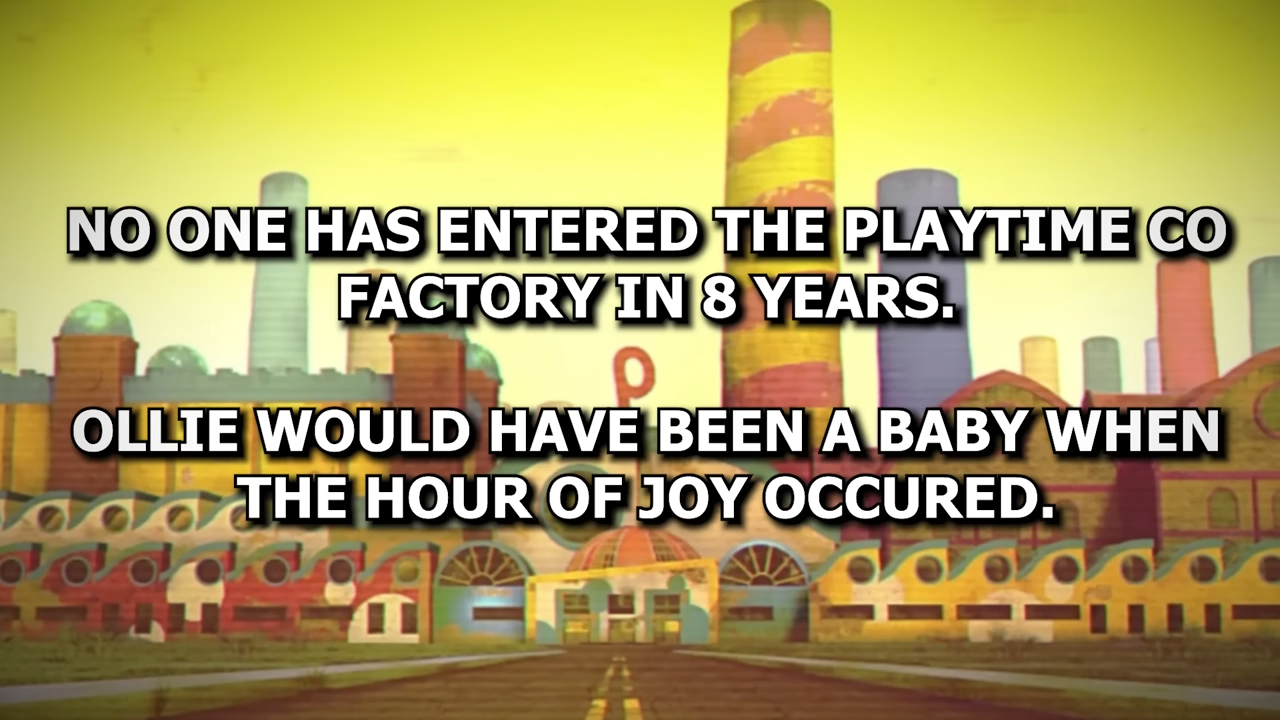 NO ONE HAS ENTERED THE PLAYTIME CO
FACTORY IN 8 YEARS.
P
OLLIE WOULD HAVE BEEN A BABY WHEN
THE HOUR OF JOY OCCURED.